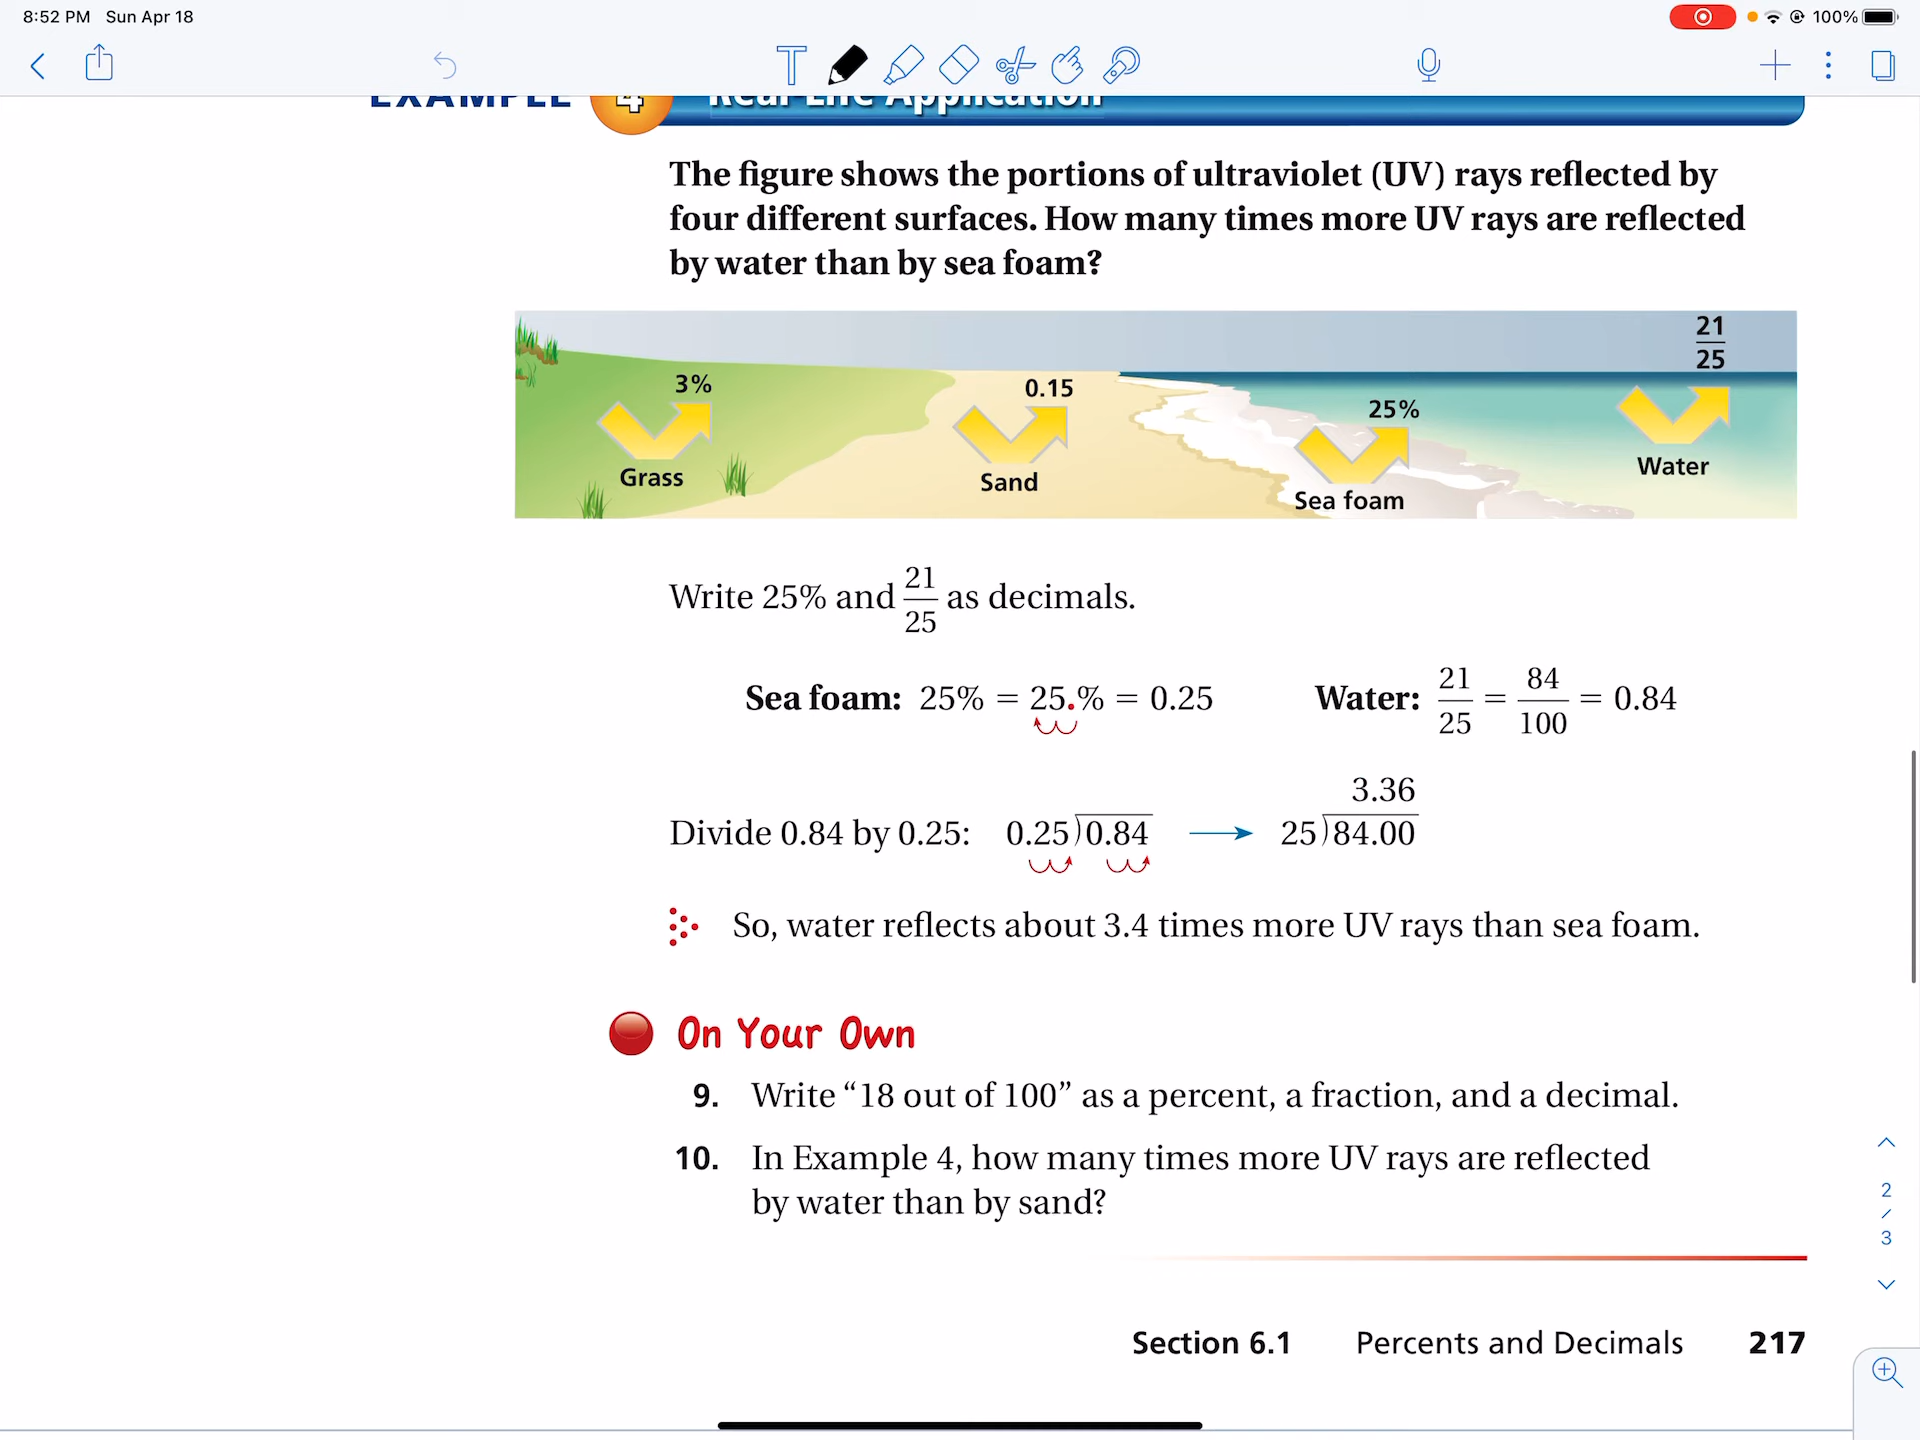 8:52 PM Sun Apr 18
100%
EXAMPLE 4 Real-Life Application
The figure shows the portions of ultraviolet (UV) rays reflected by
four different surfaces. How many times more UV rays are reflected
by water than by sea foam?
21/25
3%
0.15
25%
Grass
Sand
Sea foam
Water
Write 25% and 21/25 as decimals.
Sea foam: 25% = 25.% = 0.25 Water: 21/25 = 84/100 = 0.84
3.36
Divide 0.84 by 0.25: 0.25)0.84 → 25)84.00
So, water reflects about 3.4 times more UV rays than sea foam.
On Your Own
9. Write “18 out of 100” as a percent, a fraction, and a decimal.
10. In Example 4, how many times more UV rays are reflected
by water than by sand?
2
/
3
Section 6.1 Percents and Decimals 217